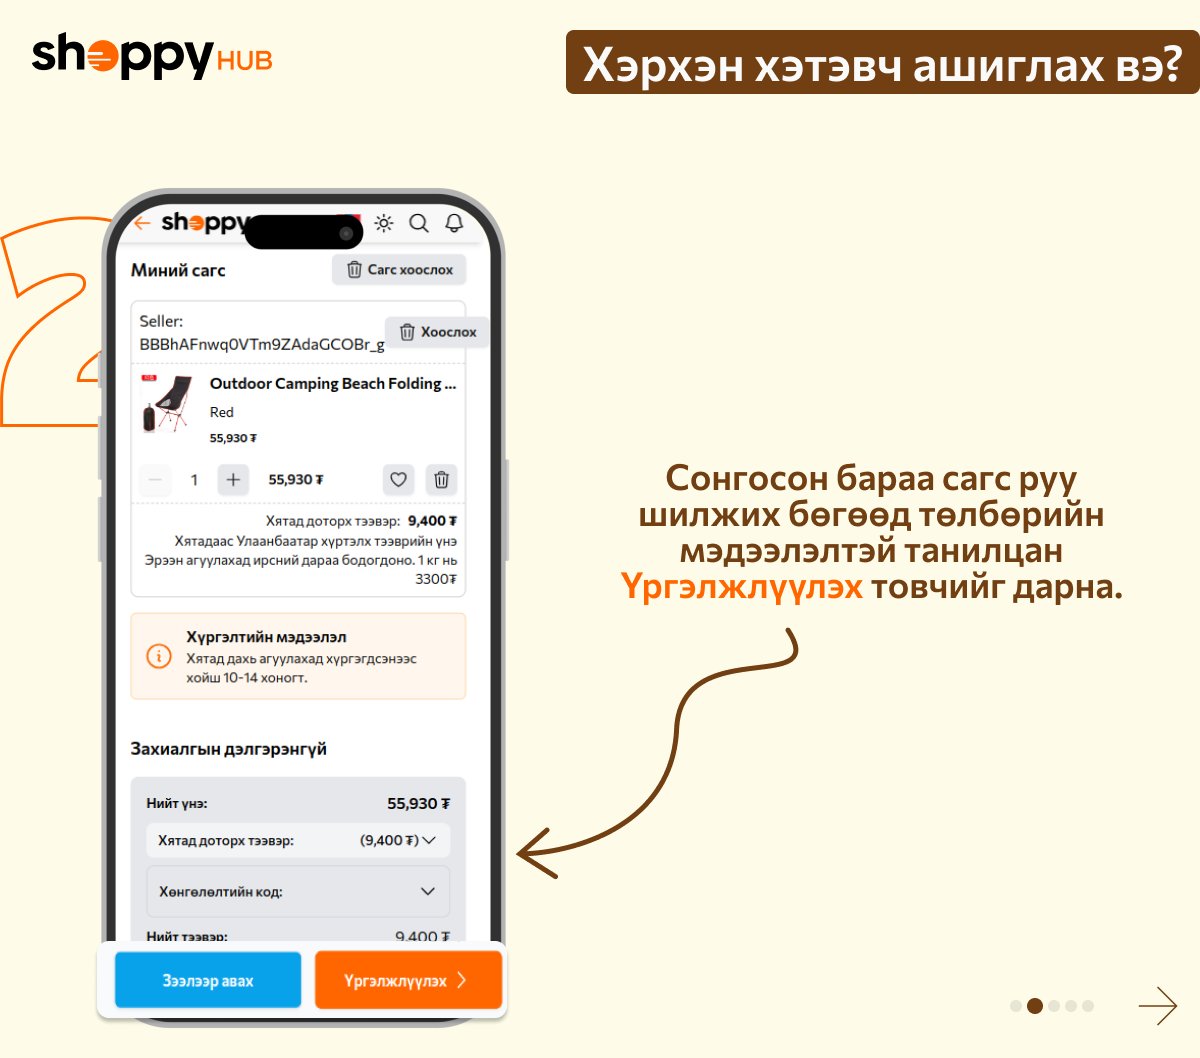 shoppy HUB
Хэрхэн хэтэвч ашиглах вэ?
2
shoppy
Миний сагс
Сагс хоослох
Seller:
BBBhAFnwq0VTm9ZAdaGCOBr_g
Хоослох
Outdoor Camping Beach Folding ...
Red
55,930 ₮
1
55,930 ₮
Хятад доторх тээвэр: 9,400 ₮
Хятадаас Улаанбаатар хүртэлх тээврийн үнэ
Эрээн агуулахад ирсний дараа бодогдоно. 1 кг нь
3300₮
Хүргэлтийн мэдээлэл
Хятад дахь агуулахад хүргэгдсэнээс
хойш 10-14 хоногт.
Захиалгын дэлгэрэнгүй
Нийт үнэ: 55,930 ₮
Хятад доторх тээвэр: (9,400 ₮)
Хөнгөлөлтийн код:
Нийт тээвэр: 9,400 ₮
Зээлээр авах
Үргэлжлүүлэх
Сонгосон бараа сагс руу
шилжих бөгөөд төлбөрийн
мэдээлэлтэй танилцан
Үргэлжлүүлэх товчийг дарна.